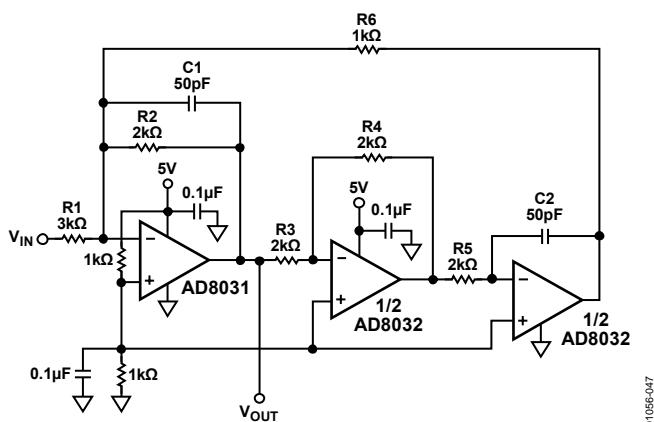 R6
1kΩ
C1
50pF
R2
2kΩ
R4
2kΩ
5V
0.1µF
5V
0.1µF
C2
50pF
R1
3kΩ
VIN
1kΩ
R3
2kΩ
R5
2kΩ
–
+
–
+
–
+
AD8031
1/2
AD8032
1/2
AD8032
0.1µF
1kΩ
VOUT